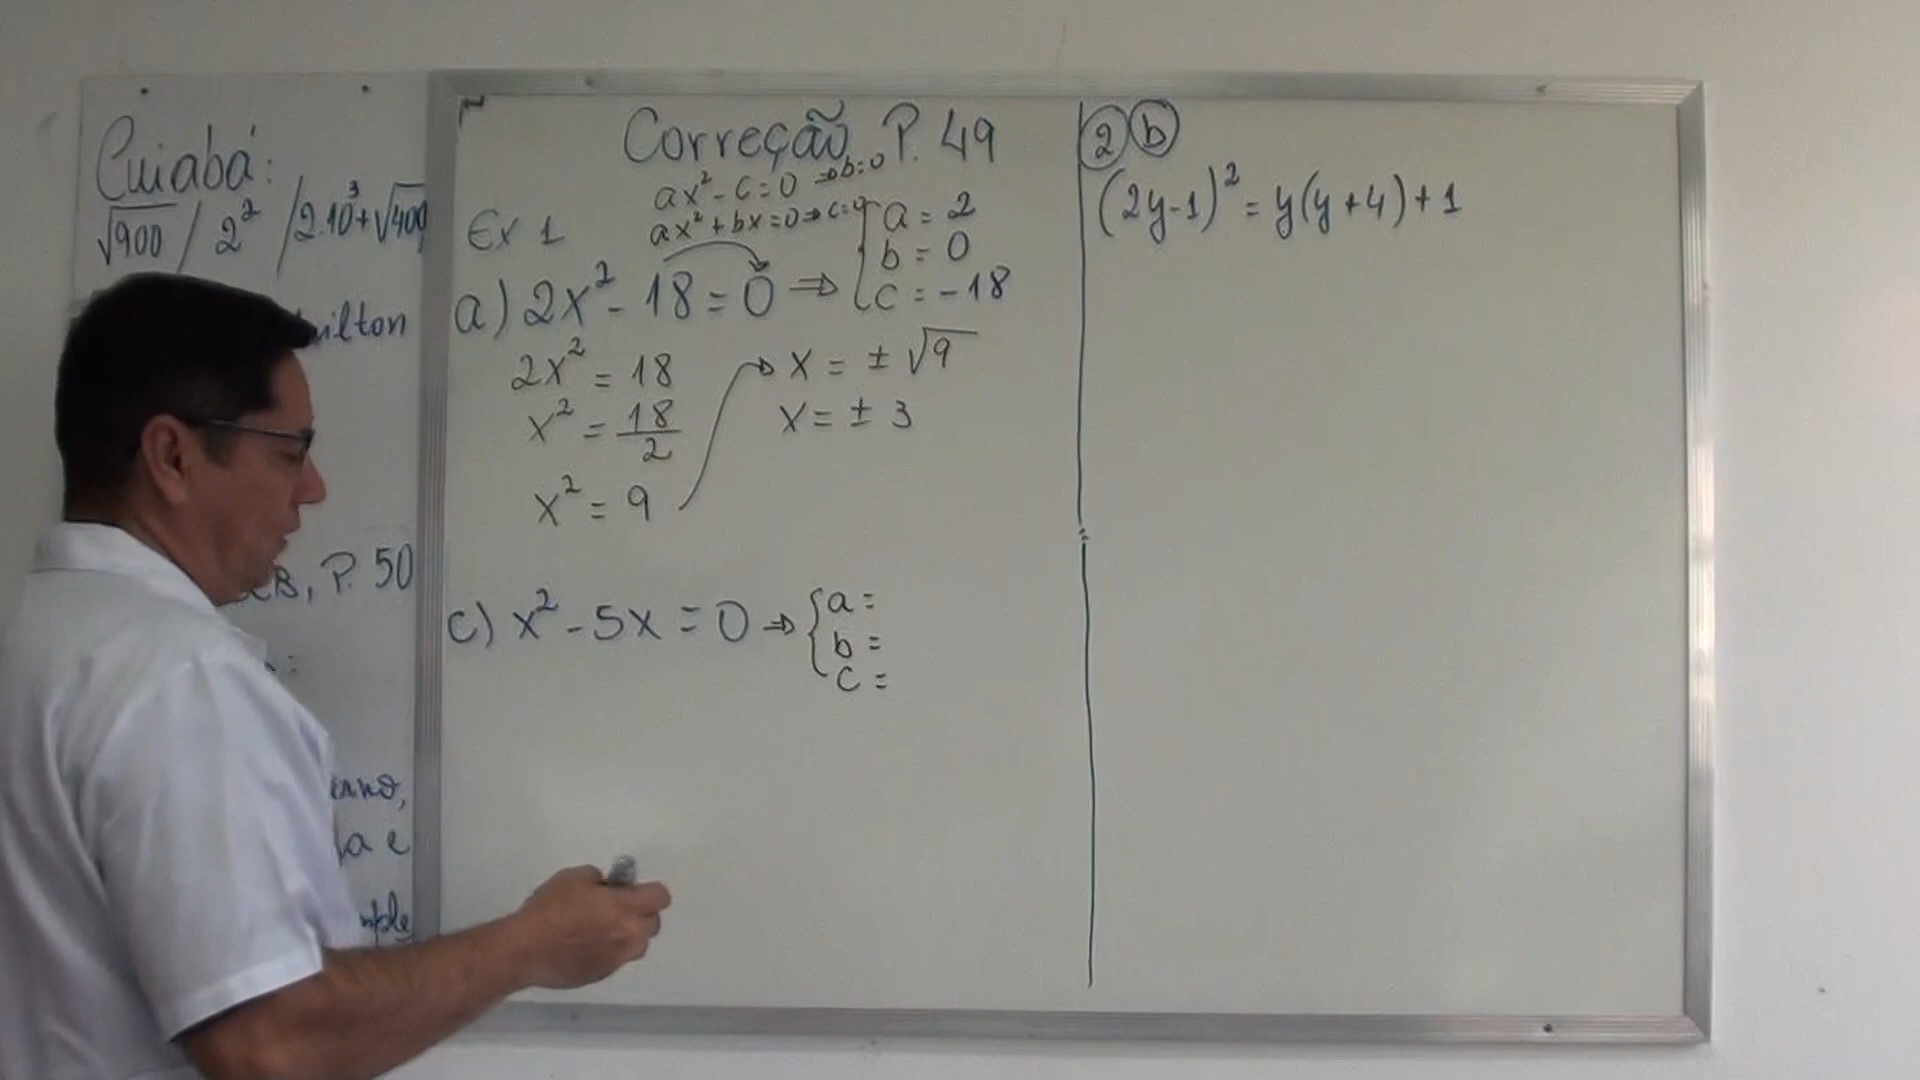 Cuiabá:
√900 / 2² / 2.10³+√400
ilton
P. 50
la e
Correção P. 49
ax² - c = 0 ⇒ b = 0
ax² + bx = 0 ⇒ c = 0
Ex 1
a) 2x² - 18 = 0 ⇒ { a = 2
b = 0
c = -18
2x² = 18
x² = 18/2
x² = 9
x = ± √9
x = ± 3
c) x² - 5x = 0 ⇒ { a =
b =
c =
2 b
(2y-1)² = y(y+4)+1